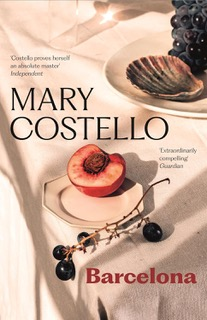 'Costello proves herself
an absolute master'
Independent
MARY
COSTELLO
'Extraordinarily
compelling'
Guardian
Barcelona